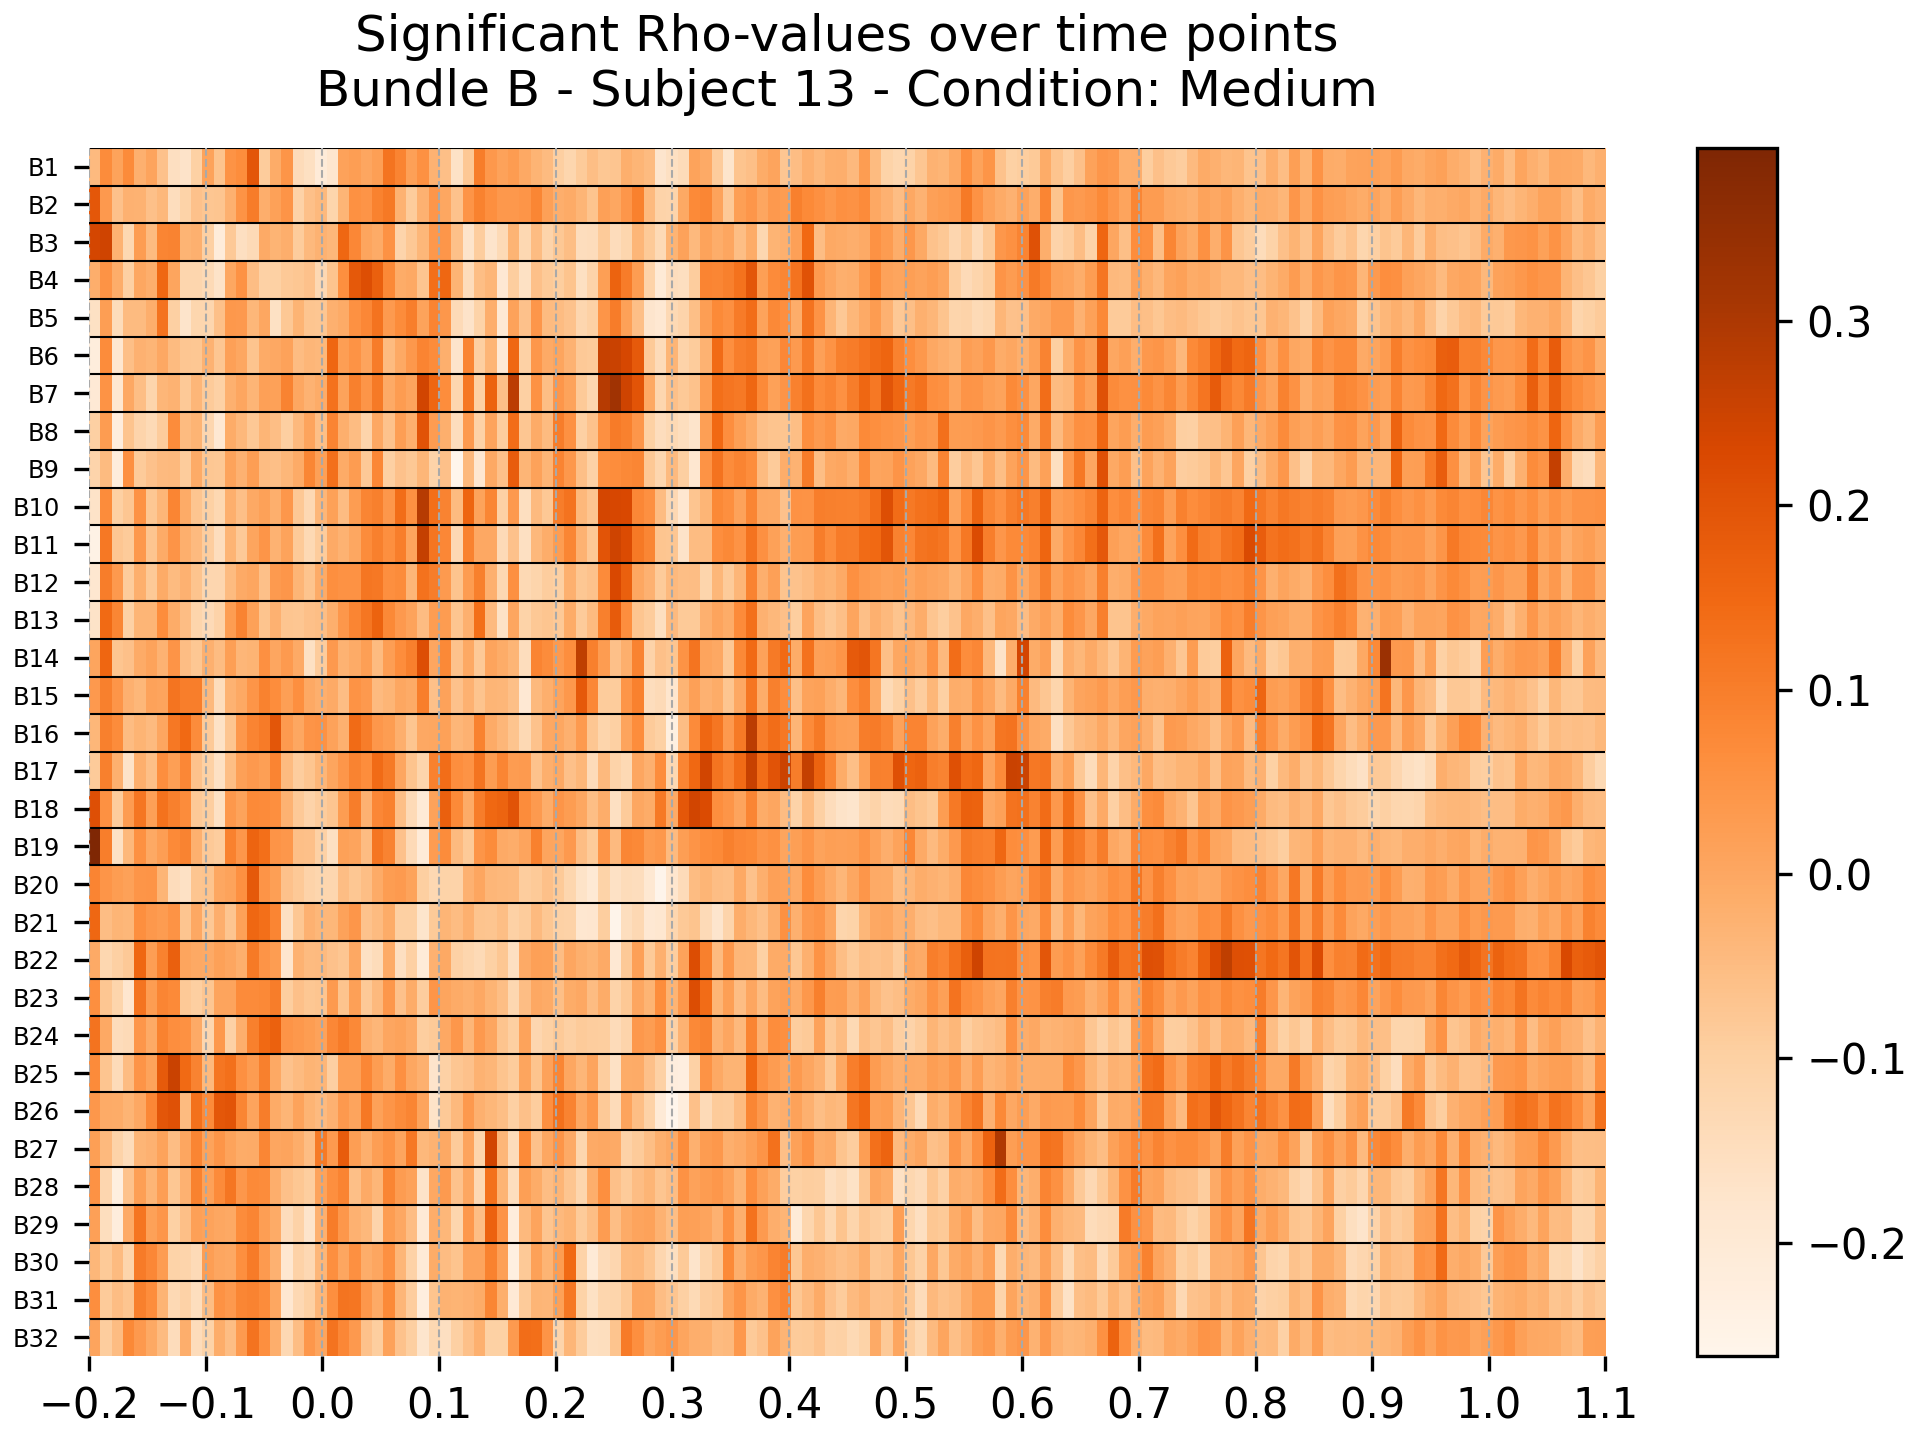 Significant Rho-values over time points
Bundle B - Subject 13 - Condition: Medium
B1
B2
B3
B4
B5
B6
B7
B8
B9
B10
B11
B12
B13
B14
B15
B16
B17
B18
B19
B20
B21
B22
B23
B24
B25
B26
B27
B28
B29
B30
B31
B32
−0.2 −0.1 0.0 0.1 0.2 0.3 0.4 0.5 0.6 0.7 0.8 0.9 1.0 1.1
0.3
0.2
0.1
0.0
−0.1
−0.2